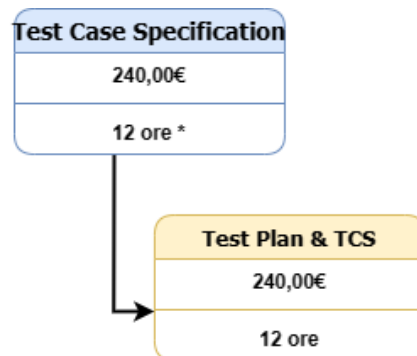 Test Case Specification
240,00€
12 ore *
Test Plan & TCS
240,00€
12 ore